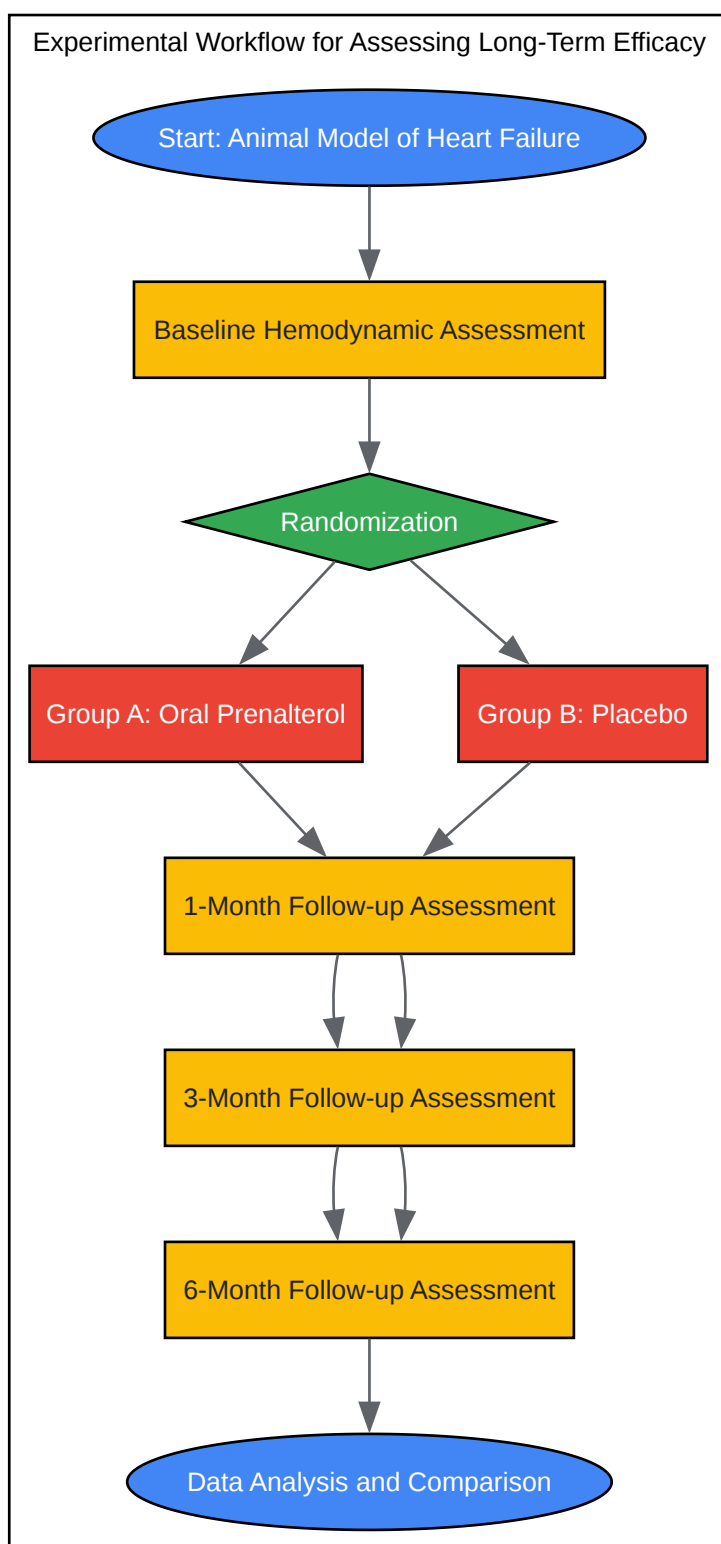 Experimental Workflow for Assessing Long-Term Efficacy
Start: Animal Model of Heart Failure
Baseline Hemodynamic Assessment
Randomization
Group A: Oral Prenalterol
Group B: Placebo
1-Month Follow-up Assessment
3-Month Follow-up Assessment
6-Month Follow-up Assessment
Data Analysis and Comparison